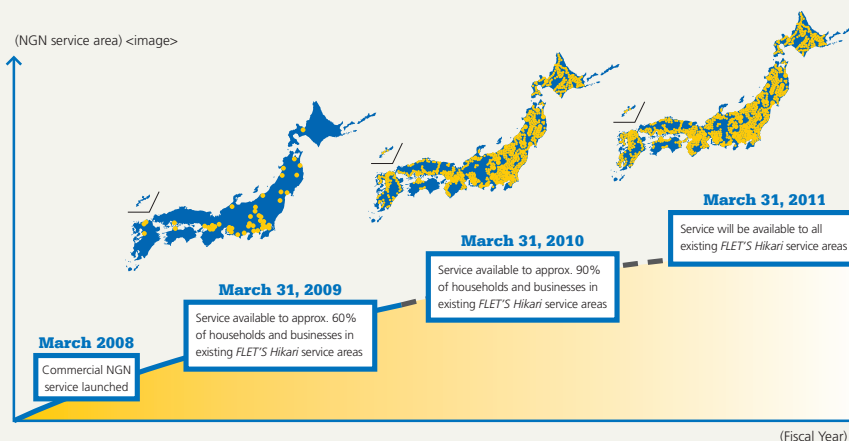 (NGN service area) <image>
March 2008
Commercial NGN
service launched
March 31, 2009
Service available to approx. 60%
of households and businesses in
existing FLET'S Hikari service areas
March 31, 2010
Service available to approx. 90%
of households and businesses in
existing FLET'S Hikari service areas
March 31, 2011
Service will be available to all
existing FLET'S Hikari service areas
(Fiscal Year)